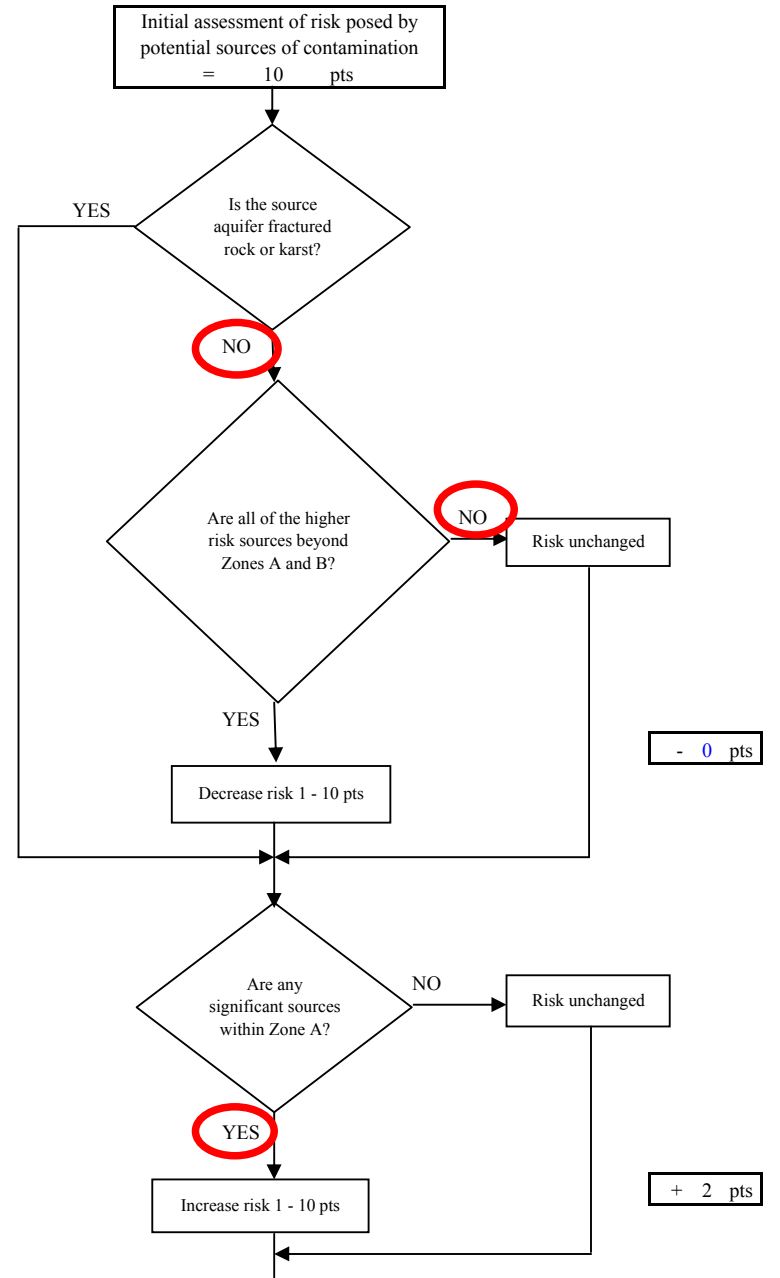 Initial assessment of risk posed by
potential sources of contamination
= 10 pts
YES
Is the source
aquifer fractured
rock or karst?
NO
Are all of the higher
risk sources beyond
Zones A and B?
NO
Risk unchanged
YES
- 0 pts
Decrease risk 1 - 10 pts
Are any
significant sources
within Zone A?
NO
Risk unchanged
YES
+ 2 pts
Increase risk 1 - 10 pts